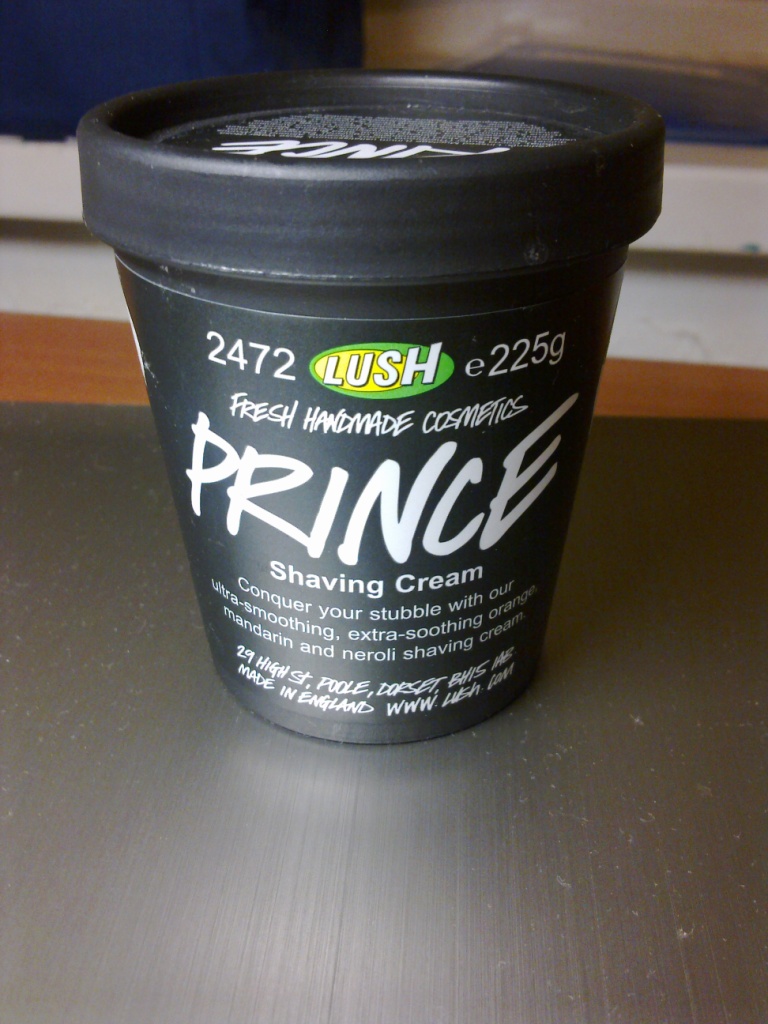 PRINCE
2472 LUSH e225g
FRESH HANDMADE COSMETICS
PRINCE
Shaving Cream
Conquer your stubble with our
ultra-smoothing, extra-soothing orange,
mandarin and neroli shaving cream.
29 HIGH St, POOLE, DORSET, BH15 1AB.
MADE IN ENGLAND WWW.LUSH.COM